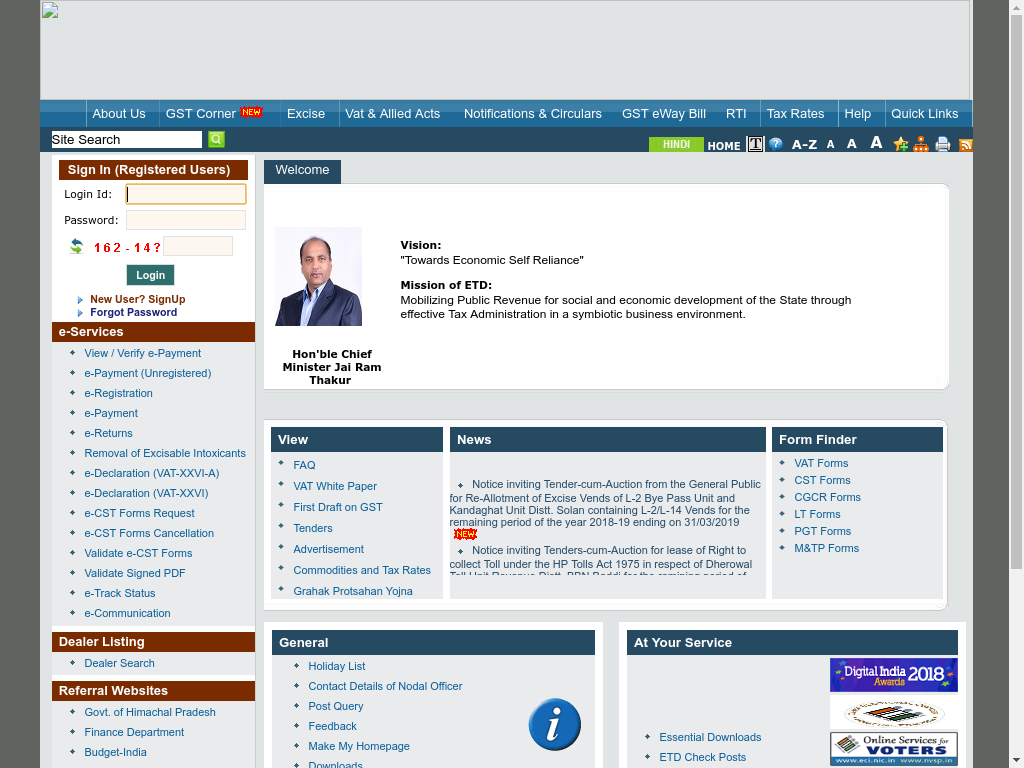 About Us
GST Corner NEW
Excise
Vat & Allied Acts
Notifications & Circulars
GST eWay Bill
RTI
Tax Rates
Help
Quick Links
Site Search
HINDI
HOME
T
?
A-Z
A
A
A
Sign In (Registered Users)
Login Id:
Password:
162 - 14?
Login
New User? SignUp
Forgot Password
e-Services
View / Verify e-Payment
e-Payment (Unregistered)
e-Registration
e-Payment
e-Returns
Removal of Excisable Intoxicants
e-Declaration (VAT-XXVI-A)
e-Declaration (VAT-XXVI)
e-CST Forms Request
e-CST Forms Cancellation
Validate e-CST Forms
Validate Signed PDF
e-Track Status
e-Communication
Dealer Listing
Dealer Search
Referral Websites
Govt. of Himachal Pradesh
Finance Department
Budget-India
Welcome
Vision:
"Towards Economic Self Reliance"
Mission of ETD:
Mobilizing Public Revenue for social and economic development of the State through
effective Tax Administration in a symbiotic business environment.
Hon'ble Chief
Minister Jai Ram
Thakur
View
FAQ
VAT White Paper
First Draft on GST
Tenders
Advertisement
Commodities and Tax Rates
Grahak Protsahan Yojna
News
Notice inviting Tender-cum-Auction from the General Public
for Re-Allotment of Excise Vends of L-2 Bye Pass Unit and
Kandaghat Unit Distt. Solan containing L-2/L-14 Vends for the
remaining period of the year 2018-19 ending on 31/03/2019
NEW
Notice inviting Tenders-cum-Auction for lease of Right to
collect Toll under the HP Tolls Act 1975 in respect of Dherowal
Toll Unit Revenue Distt. BBN Baddi for the remining period of
Form Finder
VAT Forms
CST Forms
CGCR Forms
LT Forms
PGT Forms
M&TP Forms
General
Holiday List
Contact Details of Nodal Officer
Post Query
Feedback
Make My Homepage
Downloads
i
At Your Service
Essential Downloads
ETD Check Posts
Digital India 2018
Awards
Online Services for
VOTERS
www.eci.nic.in www.nvsp.in